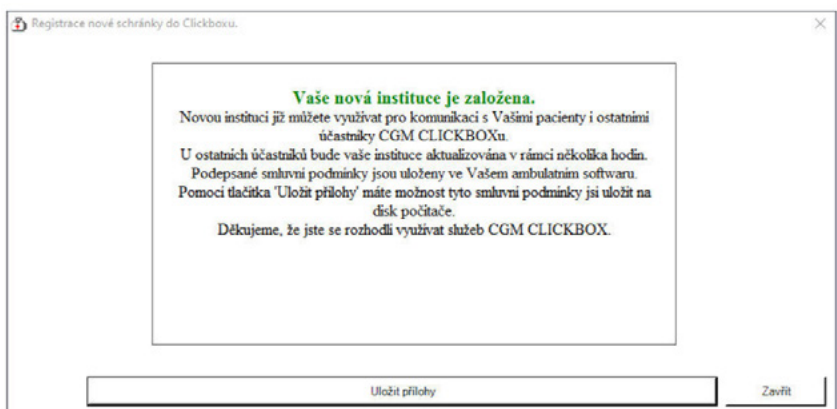 Registrace nové schránky do Clickboxu.
Vaše nová instituce je založena.
Novou instituci již můžete využívat pro komunikaci s Vašimi pacienty i ostatními
účastníky CGM CLICKBOXu.
U ostatních účastníků bude vaše instituce aktualizována v rámci několika hodin.
Podepsané smluvní podmínky jsou uloženy ve Vašem ambulatním softwaru.
Pomocí tlačítka 'Uložit přílohy' máte možnost tyto smluvní podmínky jsi uložit na
disk počítače.
Děkujeme, že jste se rozhodli využívat služeb CGM CLICKBOX.
Uložit přílohy
Zavřít